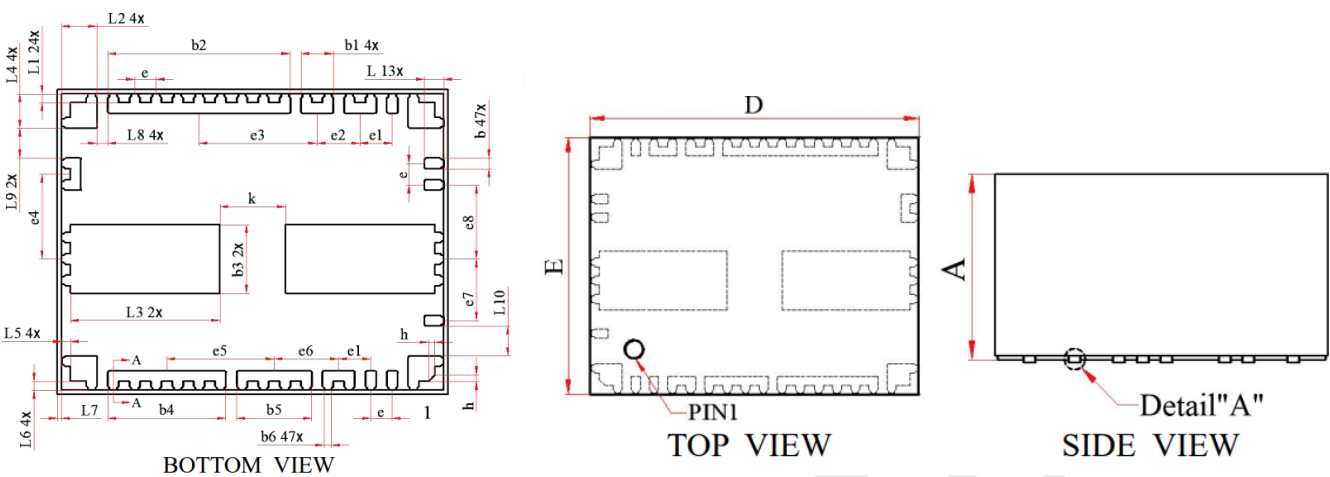 L2 4x
b2
b1 4x
L 13x
L4 4x
L1 24x
e
b 47x
L8 4x
e3
e2
e1
L9 2x
e4
k
e
e8
b3 2x
L3 2x
e7
L10
L5 4x
h
A
e5
e6
e1
A
L6 4x
L7
b4
b5
e
1
h
b6 47x
BOTTOM VIEW
D
E
PIN1
TOP VIEW
A
Detail"A"
SIDE VIEW